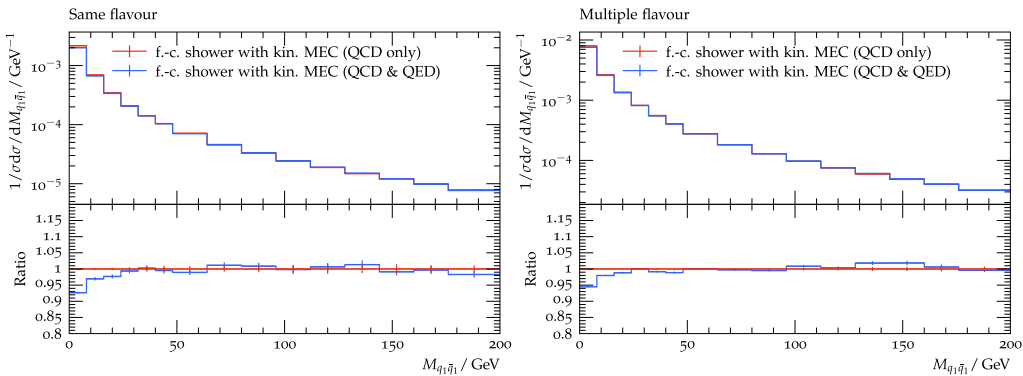 Same flavour
10⁻³
10⁻⁴
10⁻⁵
1/σdσ/dM_{q₁q̄₁} / GeV⁻¹
f.-c. shower with kin. MEC (QCD only)
f.-c. shower with kin. MEC (QCD & QED)
1.15
1.1
1.05
1
0.95
0.9
0.85
0.8
Ratio
0 50 100 150 200
M_{q₁q̄₁} / GeV
Multiple flavour
10⁻²
10⁻³
10⁻⁴
1/σdσ/dM_{q₁q̄₁} / GeV⁻¹
f.-c. shower with kin. MEC (QCD only)
f.-c. shower with kin. MEC (QCD & QED)
1.15
1.1
1.05
1
0.95
0.9
0.85
0.8
Ratio
0 50 100 150 200
M_{q₁q̄₁} / GeV